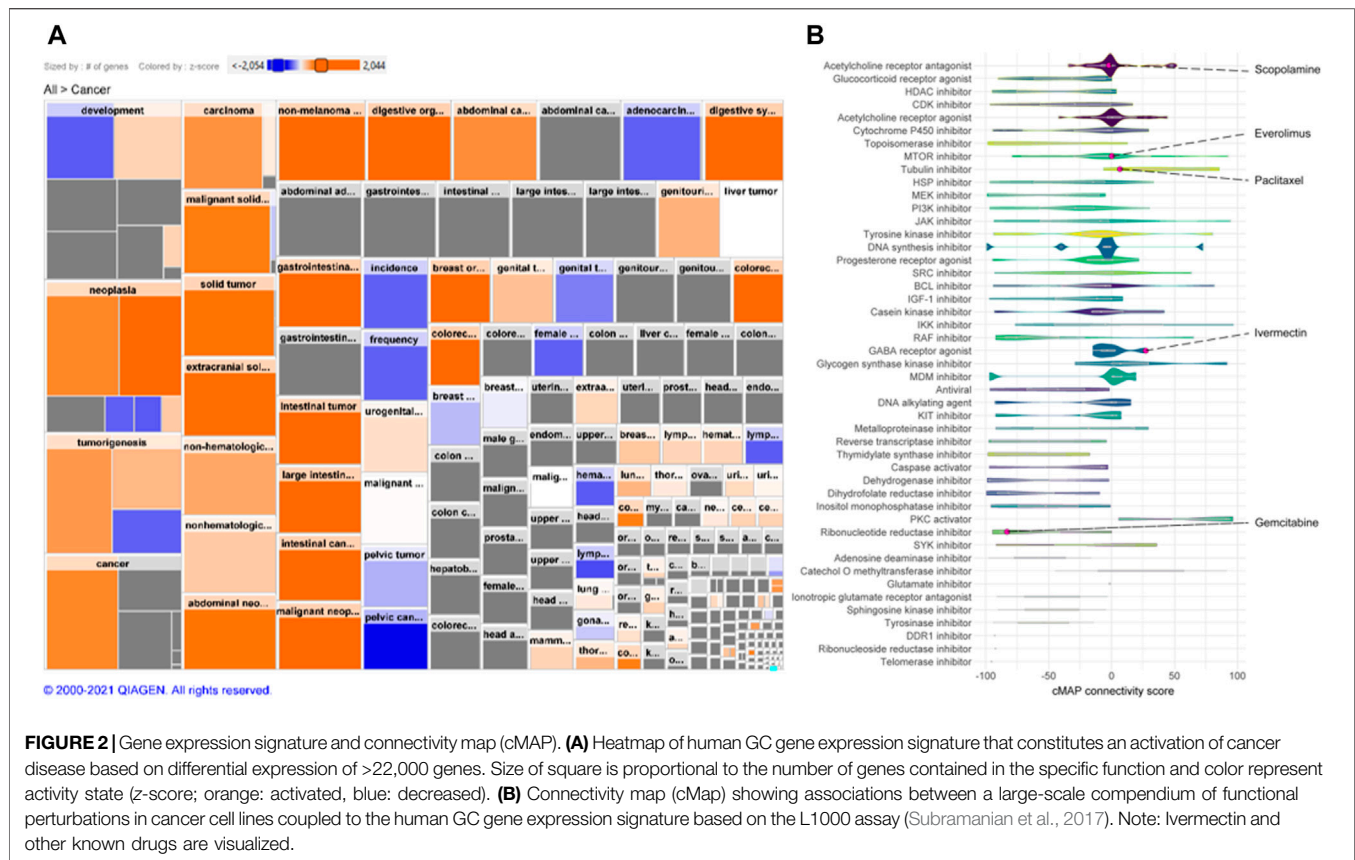 A
Sized by : # of genes Colored by : z-score <-2,054 2,044
All > Cancer
development
carcinoma
non-melanoma ...
digestive org...
abdominal ca...
abdominal ca...
adenocarcin...
digestive sy...
abdominal ad...
gastrointes...
intestinal ...
large intes...
large intes...
genitouri...
liver tumor
malignant solid...
gastrointestina...
incidence
breast or...
genital t...
genital t...
genitour...
genitou...
colorec...
neoplasia
solid tumor
gastrointestin...
frequency
colorec...
colore...
female ...
colon ...
liver c...
female ...
colon...
extracranial sol...
breast ...
breast...
uterin...
extraa...
uteri...
prost...
head...
endo...
intestinal tumor
urogenital...
tumorigenesis
non-hematologic...
colon ...
male g...
endom...
upper...
breas...
lymp...
hemat...
lymp...
large intestin...
malignant ...
malign...
malig...
hema...
lun...
thor...
ova...
uri...
uri...
nonhematologic...
colon c...
upper ...
head...
co...
my...
ca...
ne...
ce...
ce...
intestinal can...
pelvic tumor
prosta...
upper ...
lymp...
or...
o...
re...
s...
s...
a...
c...
cancer
hepatob...
female...
head ...
lung ...
or...
t...
c...
b...
abdominal neo...
malignant neop...
pelvic can...
colorec...
head a...
mamm...
gona...
thor...
or...
g...
r...
re...
k...
h...
co...
k...
a...
o...
© 2000-2021 QIAGEN. All rights reserved.
B
Acetylcholine receptor antagonist
Glucocorticoid receptor agonist
HDAC inhibitor
CDK inhibitor
Acetylcholine receptor agonist
Cytochrome P450 inhibitor
Topoisomerase inhibitor
MTOR inhibitor
Tubulin inhibitor
HSP inhibitor
MEK inhibitor
PI3K inhibitor
JAK inhibitor
Tyrosine kinase inhibitor
DNA synthesis inhibitor
Progesterone receptor agonist
SRC inhibitor
BCL inhibitor
IGF-1 inhibitor
Casein kinase inhibitor
IKK inhibitor
RAF inhibitor
GABA receptor agonist
Glycogen synthase kinase inhibitor
MDM inhibitor
Antiviral
DNA alkylating agent
KIT inhibitor
Metalloproteinase inhibitor
Reverse transcriptase inhibitor
Thymidylate synthase inhibitor
Caspase activator
Dehydrogenase inhibitor
Dihydrofolate reductase inhibitor
Inositol monophosphatase inhibitor
PKC activator
Ribonucleotide reductase inhibitor
SYK inhibitor
Adenosine deaminase inhibitor
Catechol O methyltransferase inhibitor
Glutamate inhibitor
Ionotropic glutamate receptor antagonist
Sphingosine kinase inhibitor
Tyrosinase inhibitor
DDR1 inhibitor
Ribonucleoside reductase inhibitor
Telomerase inhibitor
Scopolamine
Everolimus
Paclitaxel
Ivermectin
Gemcitabine
-100 -50 0 50 100
cMAP connectivity score
FIGURE 2 | Gene expression signature and connectivity map (cMAP). (A) Heatmap of human GC gene expression signature that constitutes an activation of cancer
disease based on differential expression of >22,000 genes. Size of square is proportional to the number of genes contained in the specific function and color represent
activity state (z-score; orange: activated, blue: decreased). (B) Connectivity map (cMap) showing associations between a large-scale compendium of functional
perturbations in cancer cell lines coupled to the human GC gene expression signature based on the L1000 assay (Subramanian et al., 2017). Note: Ivermectin and
other known drugs are visualized.